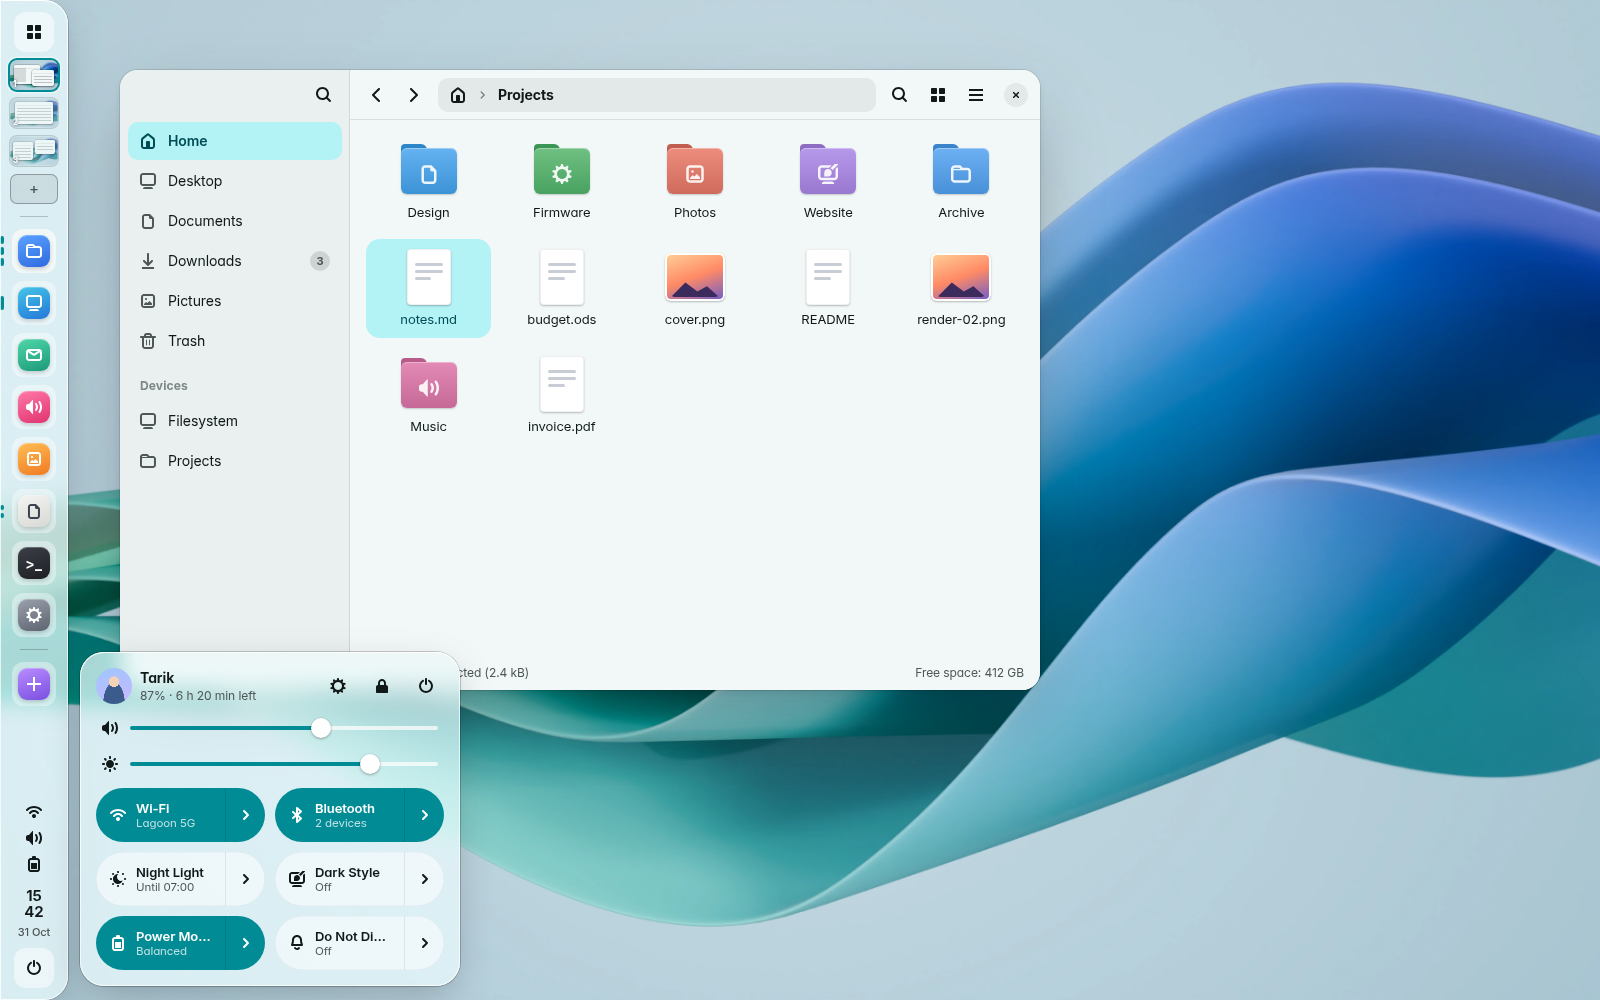 Projects
Home
Desktop
Documents
Downloads
3
Pictures
Trash
Devices
Filesystem
Projects
Design
Firmware
Photos
Website
Archive
notes.md
budget.ods
cover.png
README
render-02.png
Music
invoice.pdf
cted (2.4 kB)
Free space: 412 GB
+
>_
15
42
31 Oct
Tarik
87% · 6 h 20 min left
Wi-Fi
Lagoon 5G
Bluetooth
2 devices
Night Light
Until 07:00
Dark Style
Off
Power Mo...
Balanced
Do Not Di...
Off